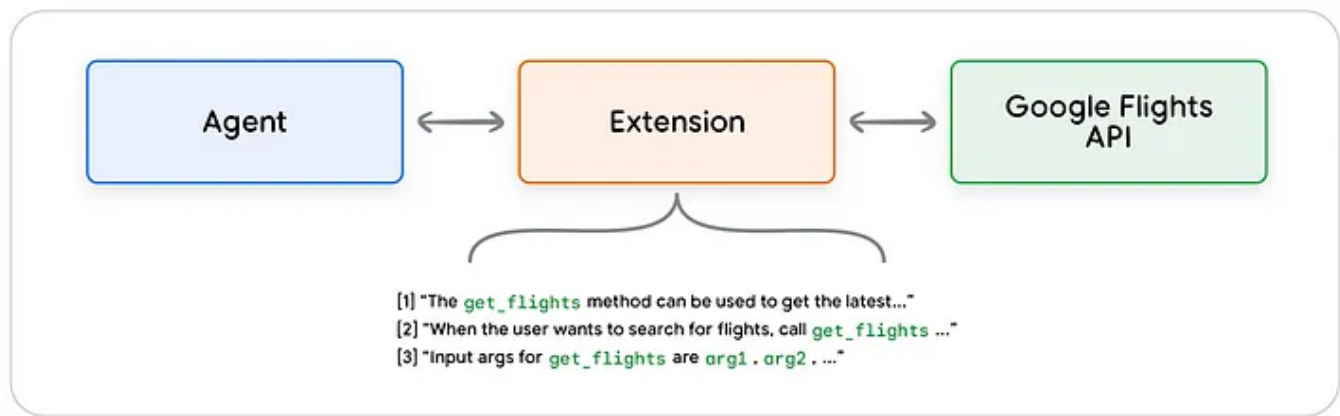 Agent
Extension
Google Flights
API
[1] “The get_flights method can be used to get the latest...”
[2] “When the user wants to search for flights, call get_flights ...”
[3] “Input args for get_flights are arg1 , arg2 , ...”